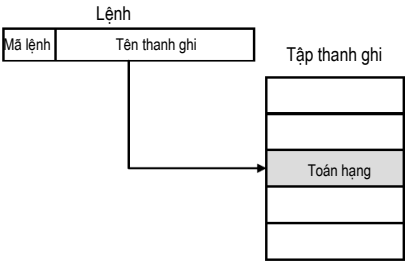 Lệnh
Mã lệnh
Tên thanh ghi
Tập thanh ghi
Toán hạng